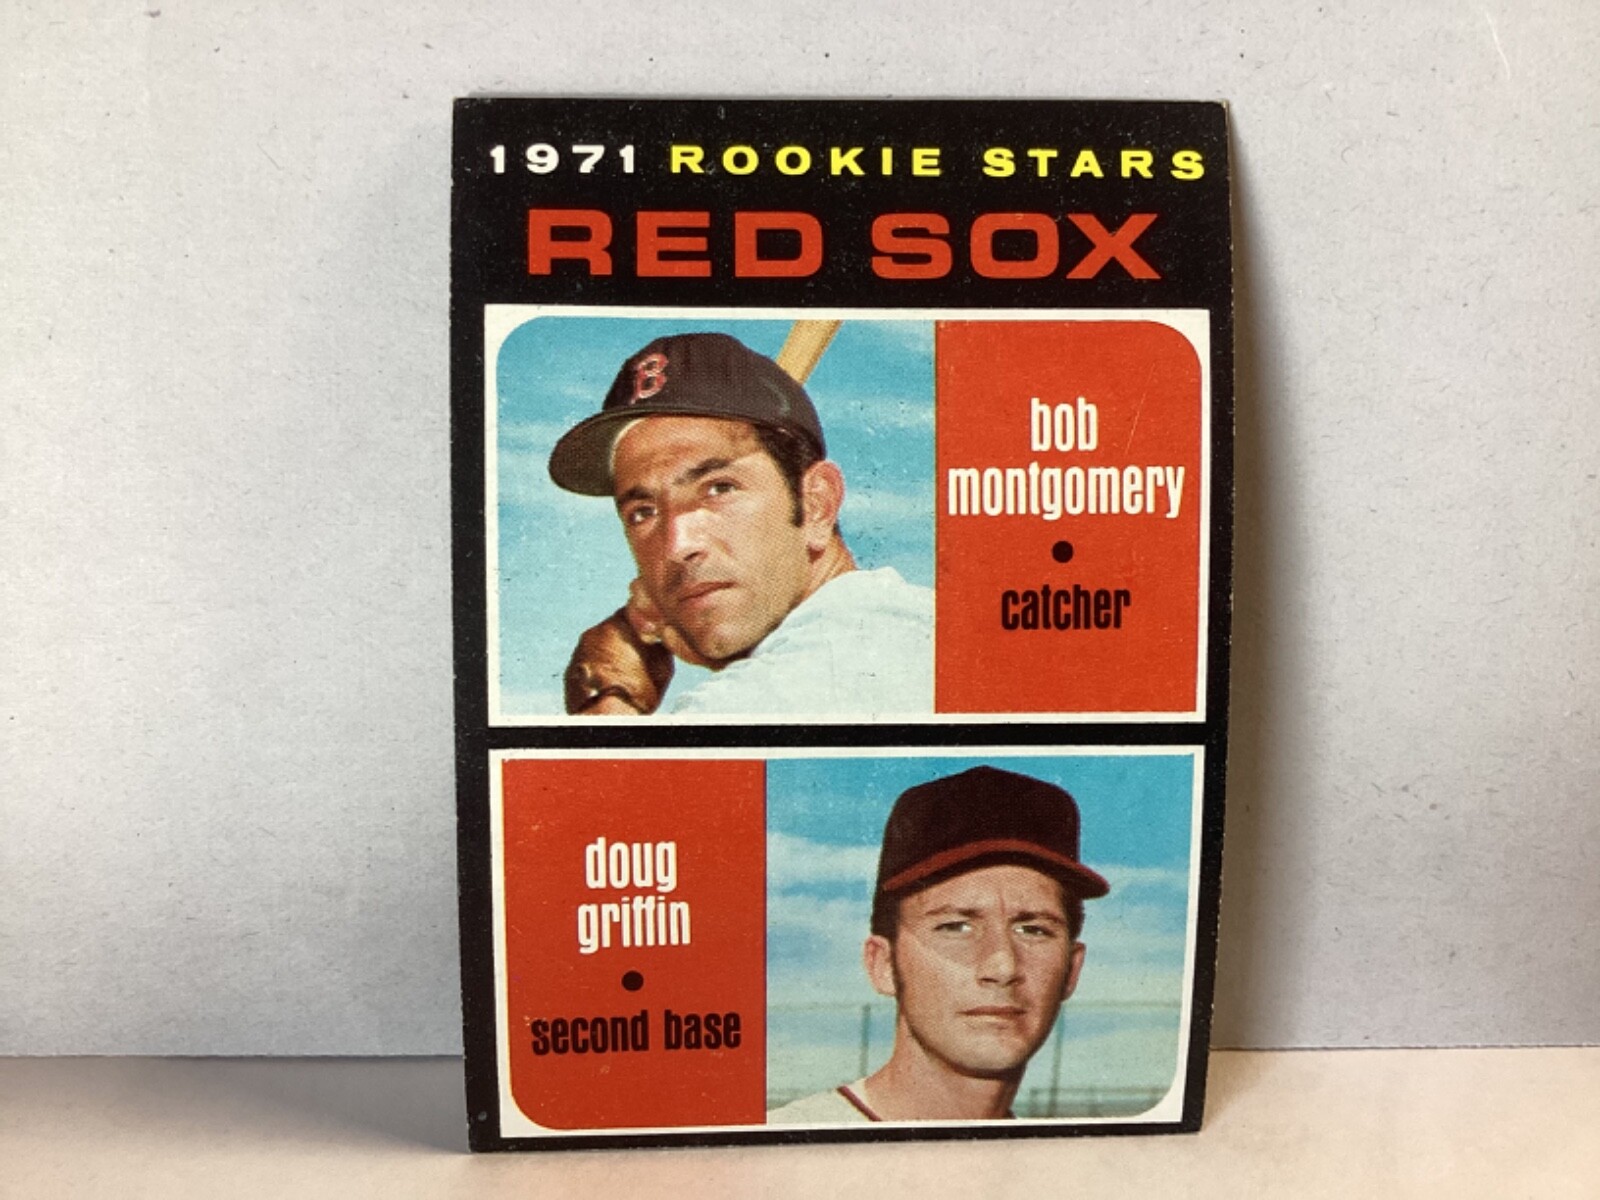 1971 ROOKIE STARS
RED SOX
B
bob
montgomery
•
catcher
doug
griffin
•
second base